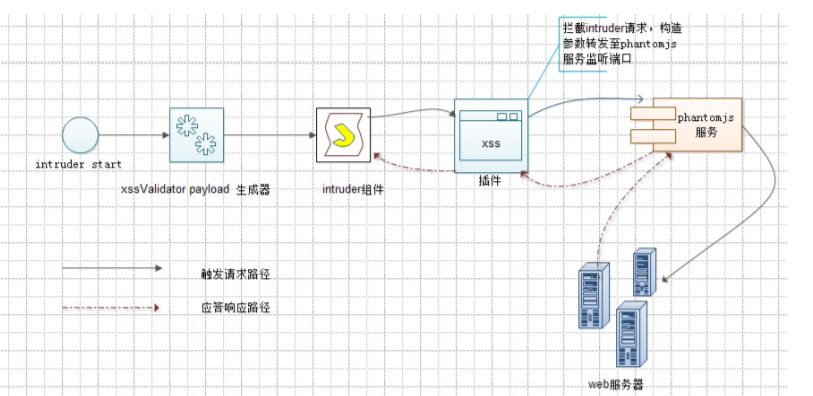 拦截intruder请求，构造
参数转发至phantomjs
服务监听端口
phantomjs
服务
xss
intruder start
xssValidator payload 生成器
intruder组件
插件
触发请求路径
应答响应路径
web服务器